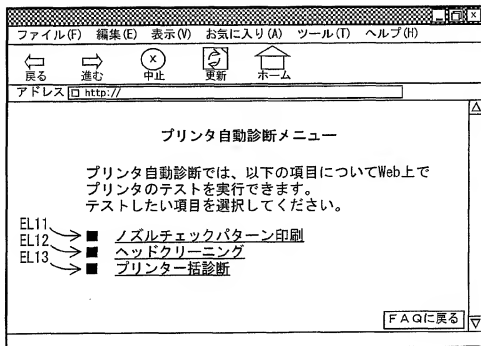 ファイル(F) 編集(E) 表示(V) お気に入り(A) ツール(T) ヘルプ(H)
戻る 進む 中止 更新 ホーム
アドレス http://
プリンタ自動診断メニュー
プリンタ自動診断では、以下の項目についてWeb上で
プリンタのテストを実行できます。
テストしたい項目を選択してください。
EL11 ノズルチェックパターン印刷
EL12 ヘッドクリーニング
EL13 プリンター括診断
FAQに戻る